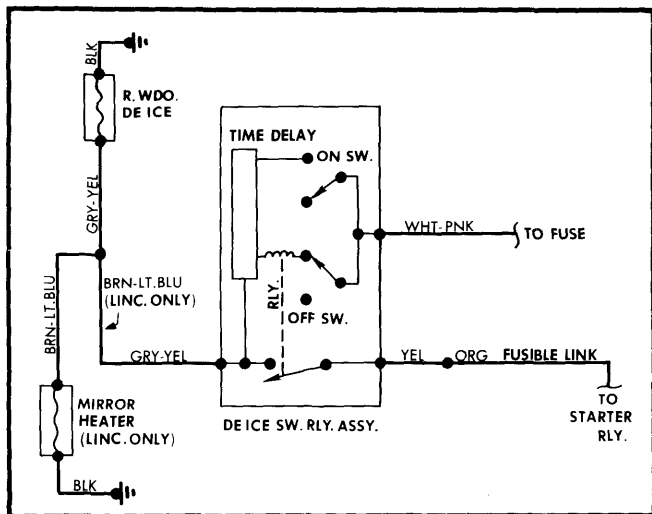 BLK
R. WDO.
DE ICE
GRY-YEL
BRN-LT.BLU
BRN-LT.BLU
(LINC. ONLY)
GRY-YEL
MIRROR
HEATER
(LINC. ONLY)
BLK
TIME DELAY
ON SW.
RLY.
OFF SW.
DE ICE SW. RLY. ASSY.
WHT-PNK
TO FUSE
YEL ORG FUSIBLE LINK
TO
STARTER
RLY.